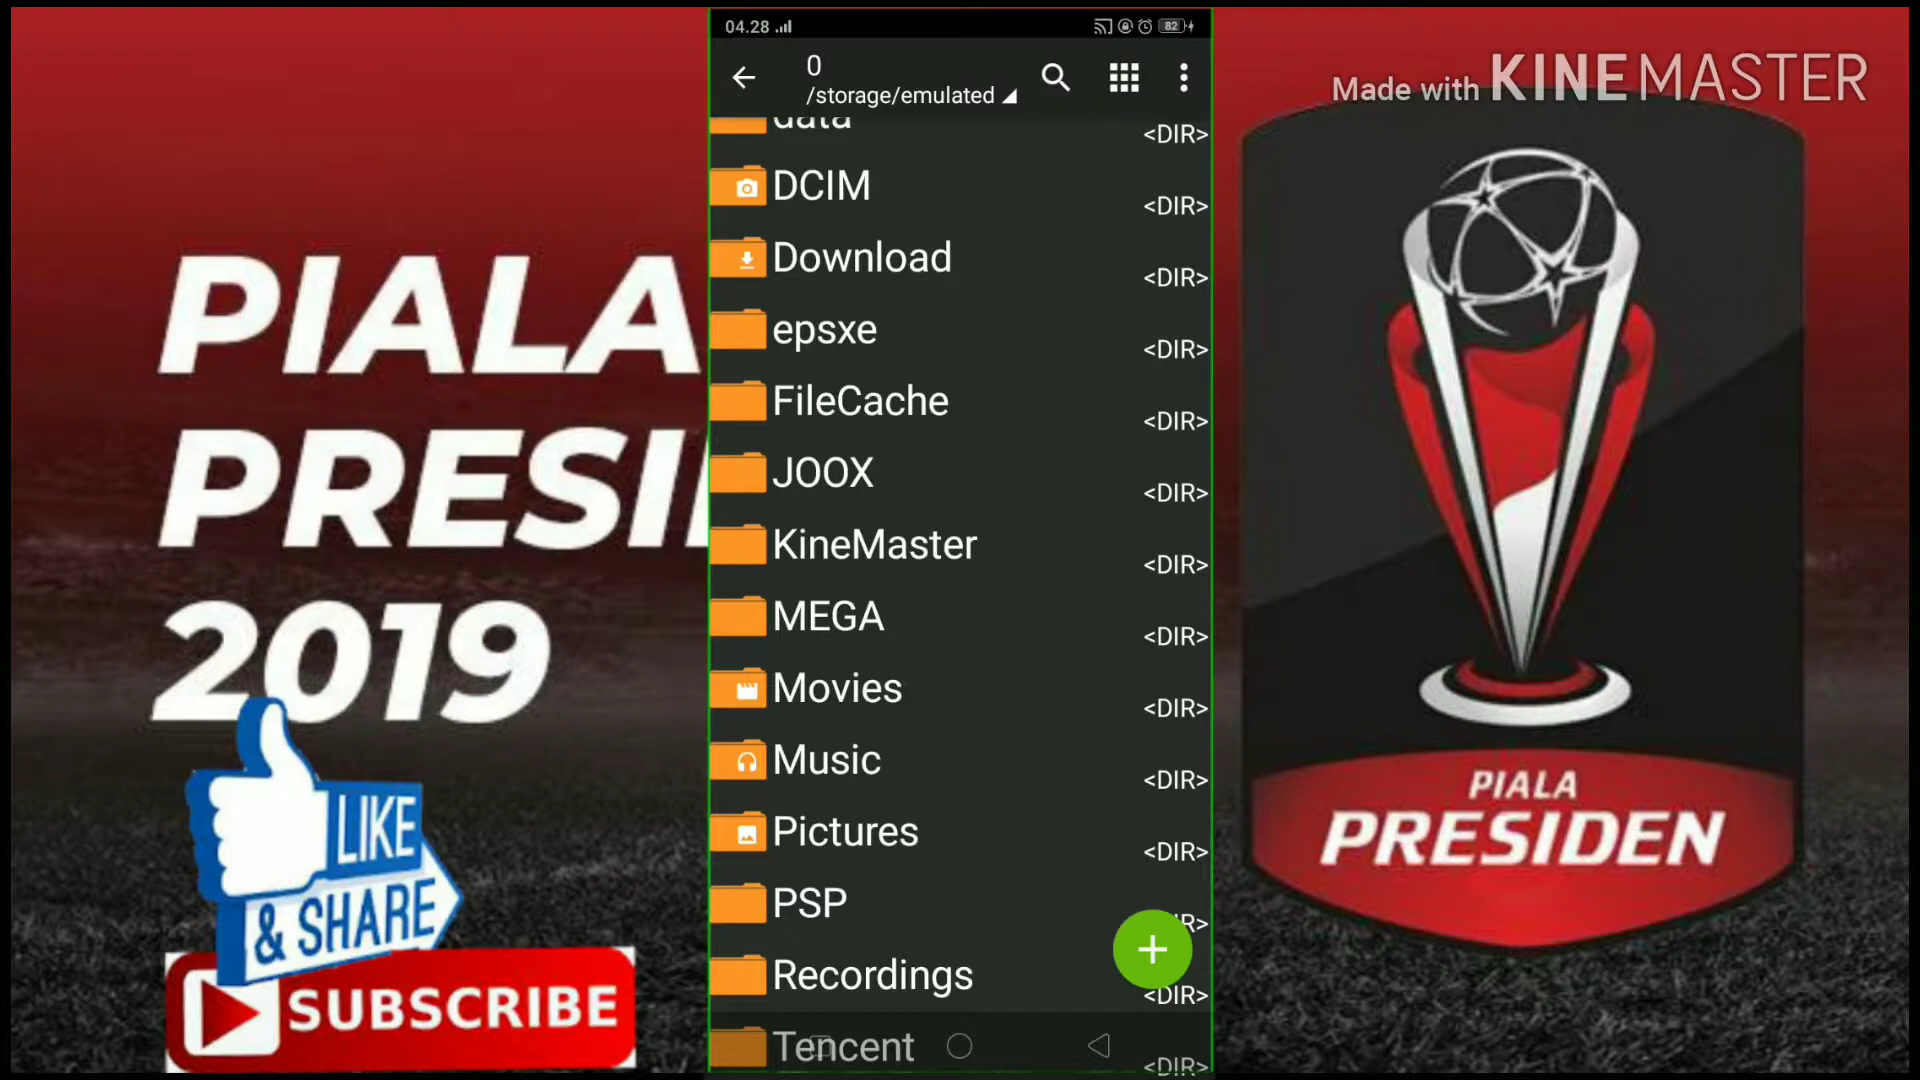 04.28
82
0
/storage/emulated
Made with KINEMASTER
data
<DIR>
DCIM
<DIR>
Download
<DIR>
epsxe
<DIR>
FileCache
<DIR>
JOOX
<DIR>
KineMaster
<DIR>
MEGA
<DIR>
Movies
<DIR>
Music
<DIR>
Pictures
<DIR>
PSP
Recordings
<DIR>
Tencent
<DIR>
PIALA
PRESI
2019
LIKE
& SHARE
SUBSCRIBE
PIALA
PRESIDEN